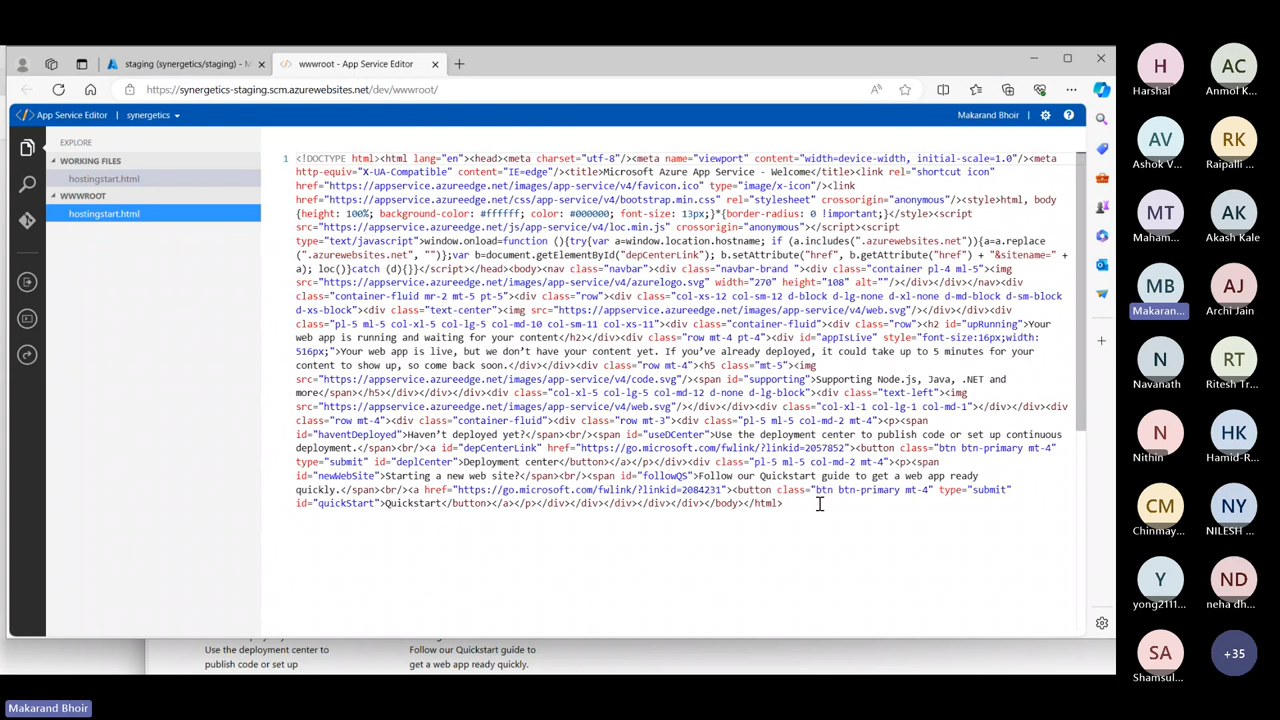 staging (synergetics/staging) - M
wwwroot - App Service Editor
https://synergetics-staging.scm.azurewebsites.net/dev/wwwroot/
App Service Editor
synergetics
Makarand Bhoir
EXPLORE
WORKING FILES
hostingstart.html
WWWROOT
hostingstart.html
1
<!DOCTYPE html><html lang="en"><head><meta charset="utf-8"/><meta name="viewport" content="width=device-width, initial-scale=1.0"/><meta
http-equiv="X-UA-Compatible" content="IE=edge"/><title>Microsoft Azure App Service - Welcome</title><link rel="shortcut icon"
href="https://appservice.azureedge.net/images/app-service/v4/favicon.ico" type="image/x-icon"/><link
href="https://appservice.azureedge.net/css/app-service/v4/bootstrap.min.css" rel="stylesheet" crossorigin="anonymous"/><style>html, body
{height: 100%; background-color: #ffffff; color: #000000; font-size: 13px;}*{border-radius: 0 !important;}</style><script
src="https://appservice.azureedge.net/js/app-service/v4/loc.min.js" crossorigin="anonymous"></script><script
type="text/javascript">window.onload=function (){try{var a=window.location.hostname; if (a.includes(".azurewebsites.net")){a=a.replace
(".azurewebsites.net", "")};var b=document.getElementById("depCenterLink"); b.setAttribute("href", b.getAttribute("href") + "&sitename=" +
a); loc()}catch (d){}}</script></head><body><nav class="navbar"><div class="navbar-brand "><div class="container pl-4 ml-5"><img
src="https://appservice.azureedge.net/images/app-service/v4/azurelogo.svg" width="270" height="108" alt=""/></div></div></nav><div
class="container-fluid mr-2 mt-5 pt-5"><div class="row"><div class="col-xs-12 col-sm-12 d-block d-lg-none d-xl-none d-md-block d-sm-block
d-xs-block"><div class="text-center"><img src="https://appservice.azureedge.net/images/app-service/v4/web.svg"/></div></div><div
class="pl-5 ml-5 col-xl-5 col-lg-5 col-md-10 col-sm-11 col-xs-11"><div class="container-fluid"><div class="row"><h2 id="upRunning">Your
web app is running and waiting for your content</h2></div><div class="row mt-4 pt-4"><div id="appIsLive" style="font-size:16px;width:
516px;">Your web app is live, but we don’t have your content yet. If you’ve already deployed, it could take up to 5 minutes for your
content to show up, so come back soon.</div></div><div class="row mt-4"><h5 class="mt-5"><img
src="https://appservice.azureedge.net/images/app-service/v4/code.svg"/><span id="supporting">Supporting Node.js, Java, .NET and
more</span></h5></div></div></div><div class="col-xl-5 col-lg-5 col-md-12 d-none d-lg-block"><div class="text-left"><img
src="https://appservice.azureedge.net/images/app-service/v4/web.svg"/></div></div><div class="col-xl-1 col-lg-1 col-md-1"></div></div><div
class="row mt-4"><div class="container-fluid"><div class="row mt-3"><div class="pl-5 ml-5 col-md-2 mt-4"><p><span
id="haventDeployed">Haven’t deployed yet?</span><br/><span id="useDCenter">Use the deployment center to publish code or set up continuous
deployment.</span><br/><a id="depCenterLink" href="https://go.microsoft.com/fwlink/?linkid=2057852"><button class="btn btn-primary mt-4"
type="submit" id="deplCenter">Deployment center</button></a></p></div><div class="pl-5 ml-5 col-md-2 mt-4"><p><span
id="newWebSite">Starting a new web site?</span><br/><span id="followQS">Follow our Quickstart guide to get a web app ready
quickly.</span><br/><a href="https://go.microsoft.com/fwlink/?linkid=2084231"><button class="btn btn-primary mt-4" type="submit"
id="quickStart">Quickstart</button></a></p></div></div></div></div></div></body></html>
Use the deployment center to
publish code or set up
Follow our Quickstart guide to
get a web app ready quickly.
Makarand Bhoir
H
Harshal
AC
Anmol K...
AV
Ashok V...
RK
Raipalli ...
MT
Maham...
AK
Akash Kale
MB
Makaran...
AJ
Archi Jain
N
Navanath
RT
Ritesh Tr...
N
Nithin
HK
Hamid-R...
CM
Chinmay...
NY
NILESH ...
Y
yong2111...
ND
neha dh...
SA
Shamsul...
+35